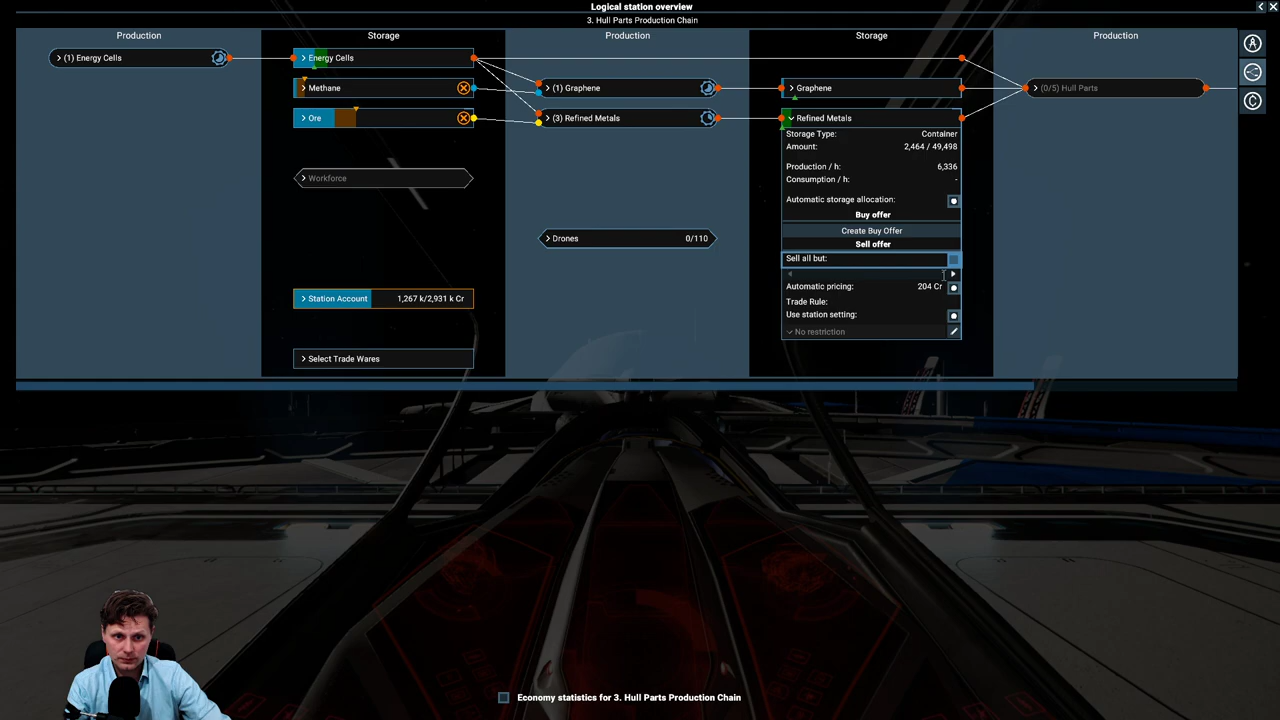 Logical station overview
3. Hull Parts Production Chain
Production
Storage
Production
Storage
Production
(1) Energy Cells
Energy Cells
Methane
(1) Graphene
Graphene
(0/5) Hull Parts
Ore
(3) Refined Metals
Refined Metals
Storage Type: Container
Amount: 2,464 / 49,498
Production / h: 6,336
Consumption / h: -
Workforce
Automatic storage allocation:
Buy offer
Create Buy Offer
Drones 0/110
Sell offer
Sell all but:
Automatic pricing: 204 Cr
Station Account 1,267 k/2,931 k Cr
Trade Rule:
Use station setting:
No restriction
Select Trade Wares
Economy statistics for 3. Hull Parts Production Chain